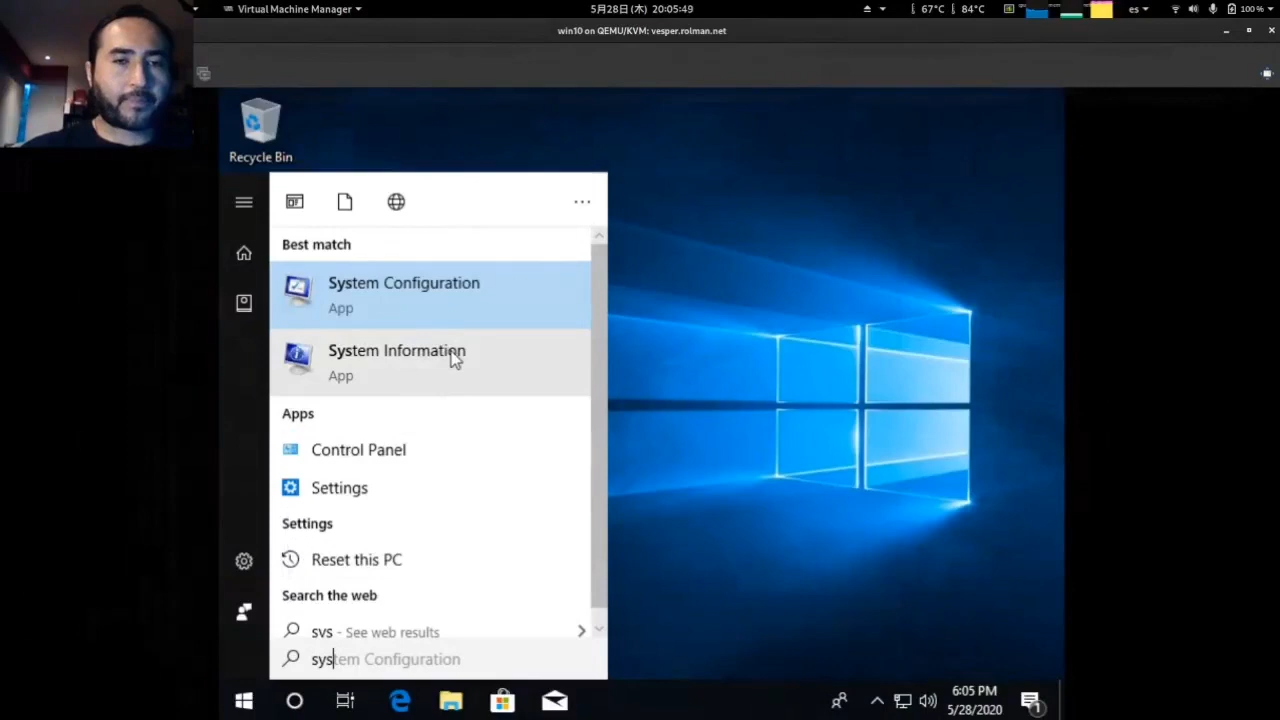 Virtual Machine Manager
5月28日(木) 20:05:49
67°C
84°C
es
100%
win10 on QEMU/KVM: vesper.rolman.net
Recycle Bin
Best match
System Configuration
App
System Information
App
Apps
Control Panel
Settings
Settings
Reset this PC
Search the web
sys - See web results
system Configuration
6:05 PM
5/28/2020
1